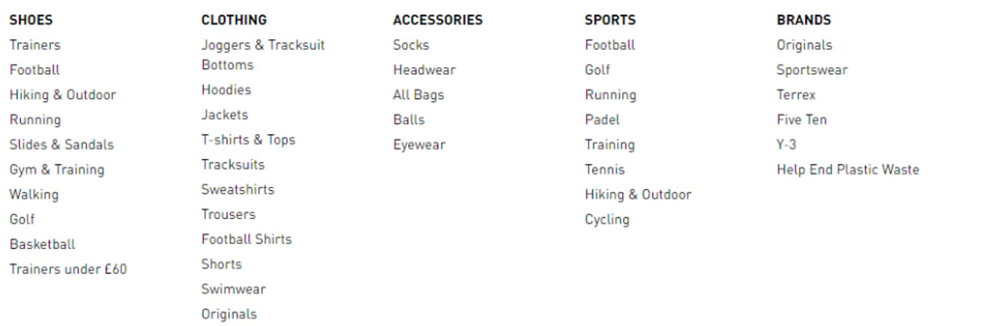 SHOES
Trainers
Football
Hiking & Outdoor
Running
Slides & Sandals
Gym & Training
Walking
Golf
Basketball
Trainers under £60
CLOTHING
Joggers & Tracksuit
Bottoms
Hoodies
Jackets
T-shirts & Tops
Tracksuits
Sweatshirts
Trousers
Football Shirts
Shorts
Swimwear
Originals
ACCESSORIES
Socks
Headwear
All Bags
Balls
Eyewear
SPORTS
Football
Golf
Running
Padel
Training
Tennis
Hiking & Outdoor
Cycling
BRANDS
Originals
Sportswear
Terrex
Five Ten
Y-3
Help End Plastic Waste